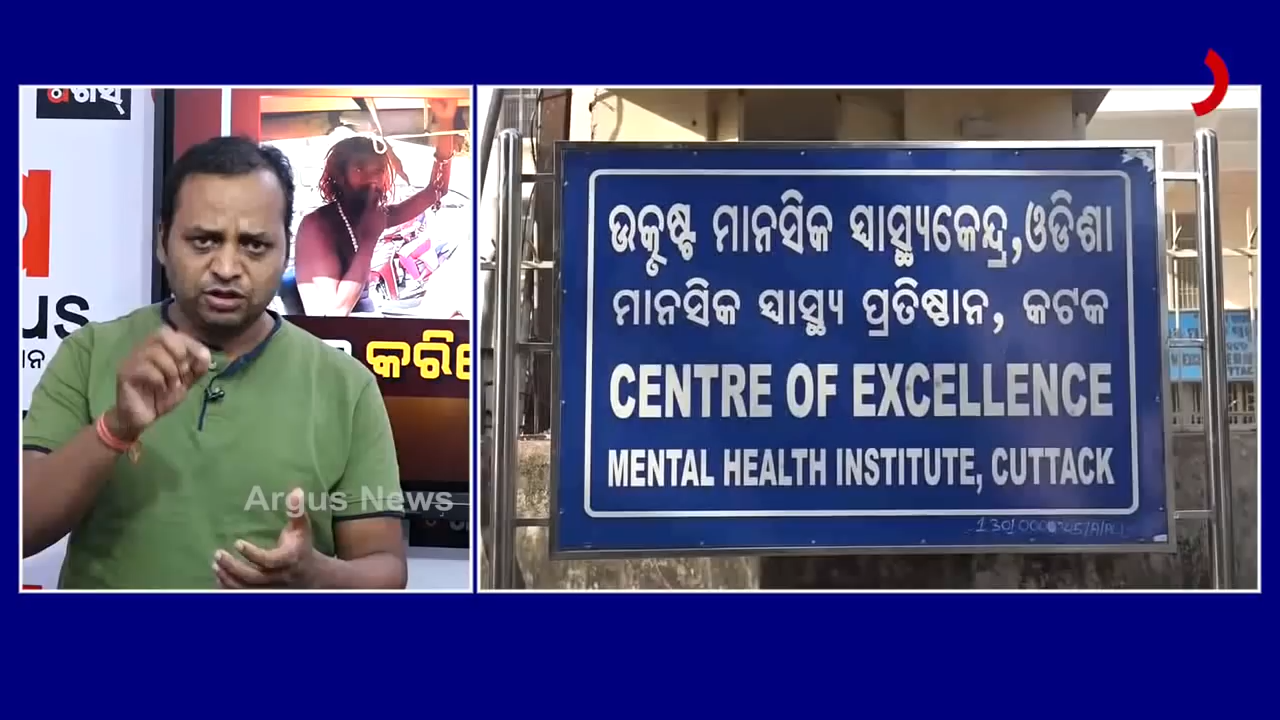 ଉତ୍କୃଷ୍ଟ ମାନସିକ ସ୍ୱାସ୍ଥ୍ୟକେନ୍ଦ୍ର,ଓଡିଶା
ମାନସିକ ସ୍ୱାସ୍ଥ୍ୟ ପ୍ରତିଷ୍ଠାନ, କଟକ
CENTRE OF EXCELLENCE
MENTAL HEALTH INSTITUTE, CUTTACK
Argus News